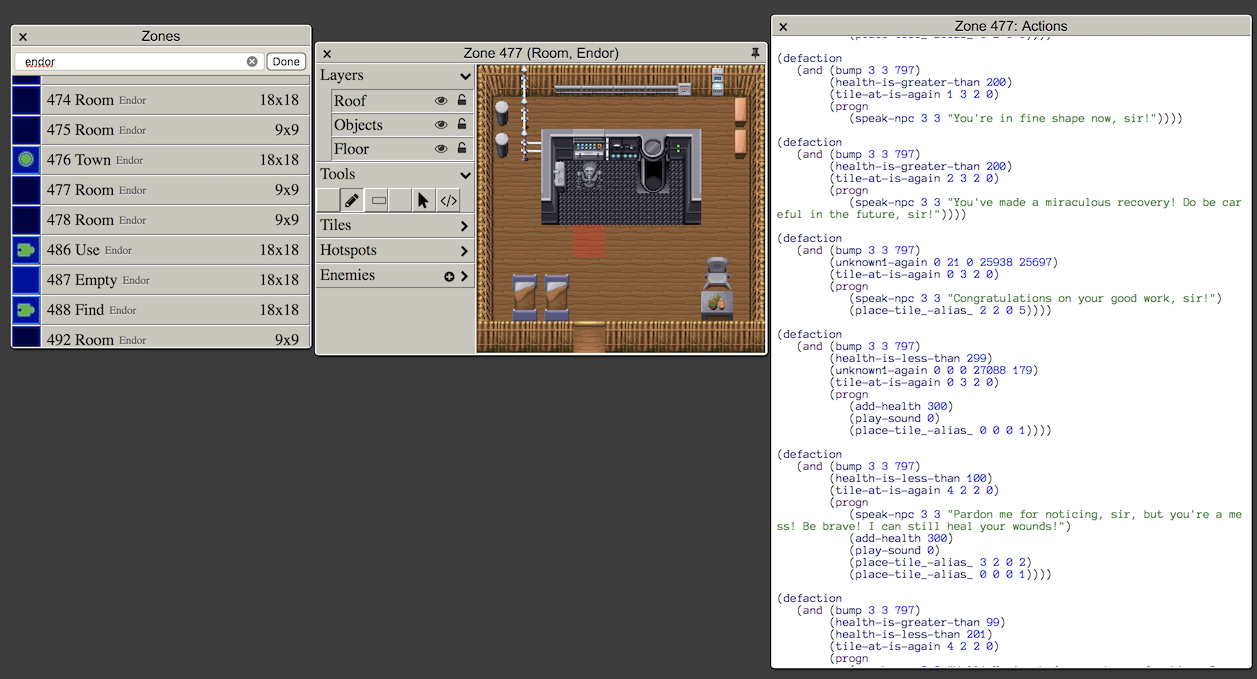 Zones
endor
Done
474 Room Endor 18x18
475 Room Endor 9x9
476 Town Endor 18x18
477 Room Endor 9x9
478 Room Endor 9x9
486 Use Endor 18x18
487 Empty Endor 18x18
488 Find Endor 18x18
492 Room Endor 9x9
Zone 477 (Room, Endor)
Layers
Roof
Objects
Floor
Tools
</>
Tiles
Hotspots
Enemies
Zone 477: Actions
(defaction
(and (bump 3 3 797)
(health-is-greater-than 200)
(tile-at-is-again 1 3 2 0)
(progn
(speak-npc 3 3 "You're in fine shape now, sir!"))))
(defaction
(and (bump 3 3 797)
(health-is-greater-than 200)
(tile-at-is-again 2 3 2 0)
(progn
(speak-npc 3 3 "You've made a miraculous recovery! Do be car
eful in the future, sir!"))))
(defaction
(and (bump 3 3 797)
(unknown1-again 0 21 0 25938 25697)
(tile-at-is-again 0 3 2 0)
(progn
(speak-npc 3 3 "Congratulations on your good work, sir!")
(place-tile_-alias_ 2 2 0 5))))
(defaction
(and (bump 3 3 797)
(health-is-less-than 299)
(unknown1-again 0 0 0 27088 179)
(tile-at-is-again 0 3 2 0)
(progn
(add-health 300)
(play-sound 0)
(place-tile_-alias_ 0 0 0 1))))
(defaction
(and (bump 3 3 797)
(health-is-less-than 100)
(tile-at-is-again 4 2 2 0)
(progn
(speak-npc 3 3 "Pardon me for noticing, sir, but you're a me
ss! Be brave! I can still heal your wounds!")
(add-health 300)
(play-sound 0)
(place-tile_-alias_ 3 2 0 2)
(place-tile_-alias_ 0 0 0 1))))
(defaction
(and (bump 3 3 797)
(health-is-greater-than 99)
(health-is-less-than 201)
(tile-at-is-again 4 2 2 0)
(progn